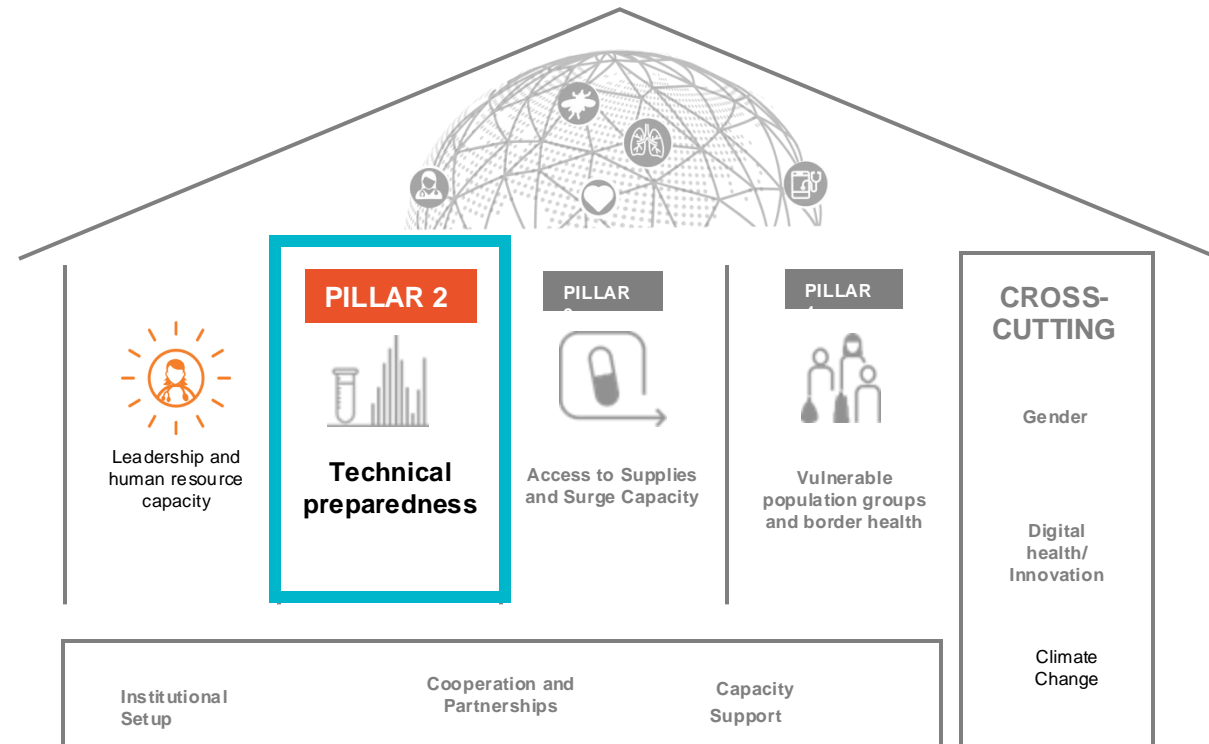 PILLAR 2
Technical
preparedness
PILLAR
Access to Supplies
and Surge Capacity
PILLAR
Vulnerable
population groups
and border health
Leadership and
human resource
capacity
CROSS-
CUTTING
Gender
Digital
health/
Innovation
Climate
Change
Institutional
Setup
Cooperation and
Partnerships
Capacity
Support